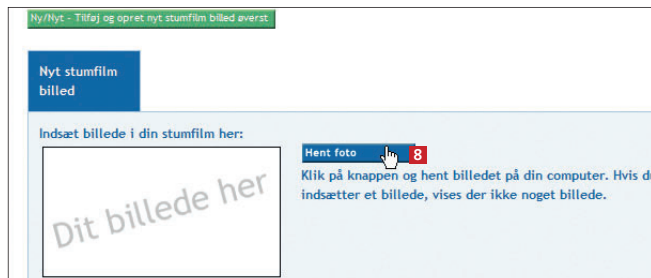 Ny/Nyt - Tilføj og opret nyt stumfilm billed øverst
Nyt stumfilm
billed
Indsæt billede i din stumfilm her:
Dit billede her
Hent foto
8
Klik på knappen og hent billedet på din computer. Hvis du
indsætter et billede, vises der ikke noget billede.